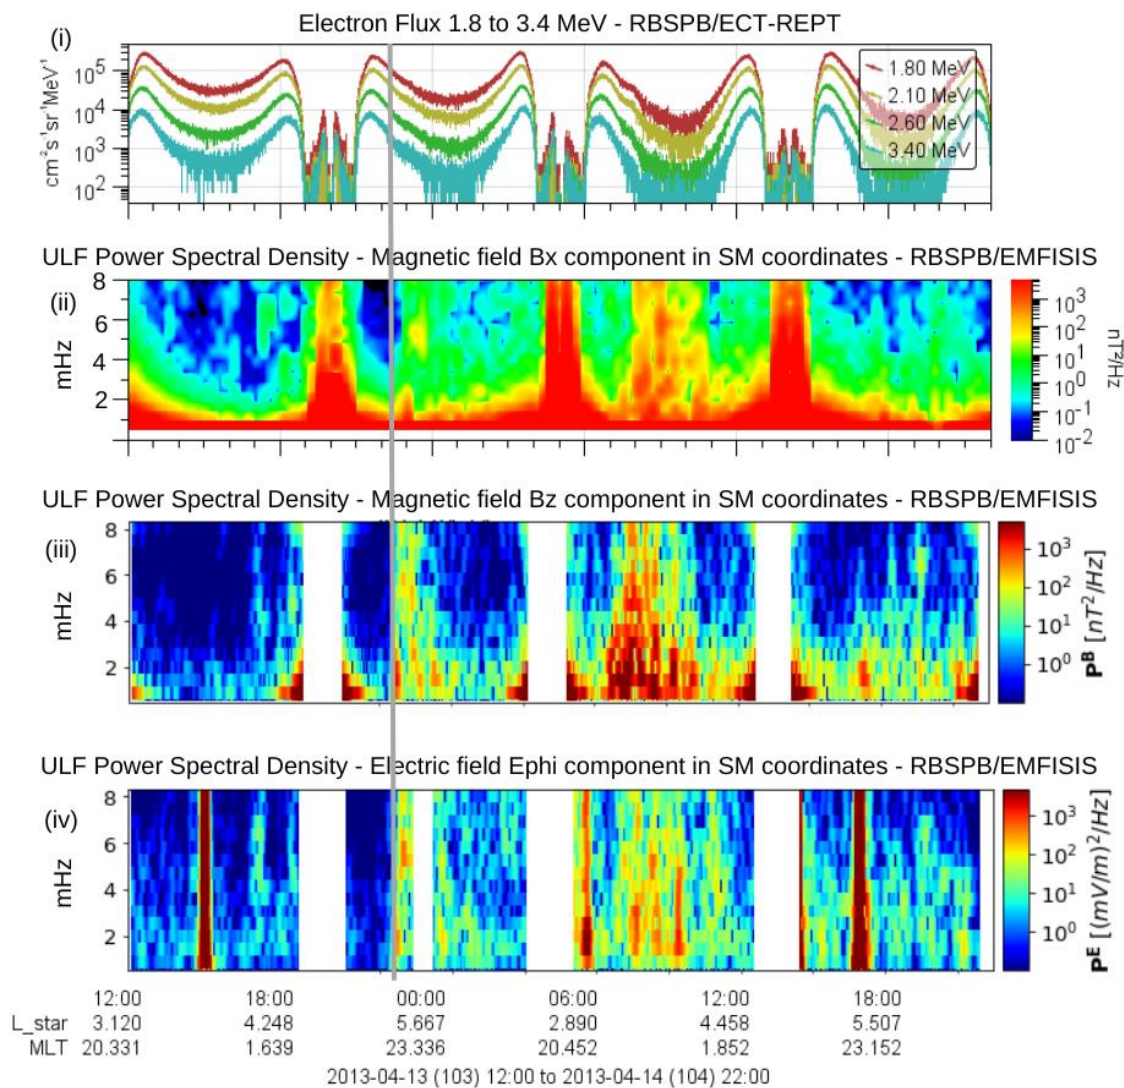 Electron Flux 1.8 to 3.4 MeV - RBSPB/ECT-REPT
(i)
cm⁻²s⁻¹sr⁻¹MeV⁻¹
10⁵
10⁴
10³
10²
1.80 MeV
2.10 MeV
2.60 MeV
3.40 MeV
ULF Power Spectral Density - Magnetic field Bx component in SM coordinates - RBSPB/EMFISIS
(ii)
mHz
8
6
4
2
10³
10²
10¹
10⁰
10⁻¹
10⁻²
nT²/Hz
ULF Power Spectral Density - Magnetic field Bz component in SM coordinates - RBSPB/EMFISIS
(iii)
mHz
8
6
4
2
10³
10²
10¹
10⁰
Pᴮ [nT²/Hz]
ULF Power Spectral Density - Electric field Ephi component in SM coordinates - RBSPB/EMFISIS
(iv)
mHz
8
6
4
2
10³
10²
10¹
10⁰
Pᴱ [(mV/m)²/Hz]
12:00 18:00 00:00 06:00 12:00 18:00
L_star 3.120 4.248 5.667 2.890 4.458 5.507
MLT 20.331 1.639 23.336 20.452 1.852 23.152
2013-04-13 (103) 12:00 to 2013-04-14 (104) 22:00